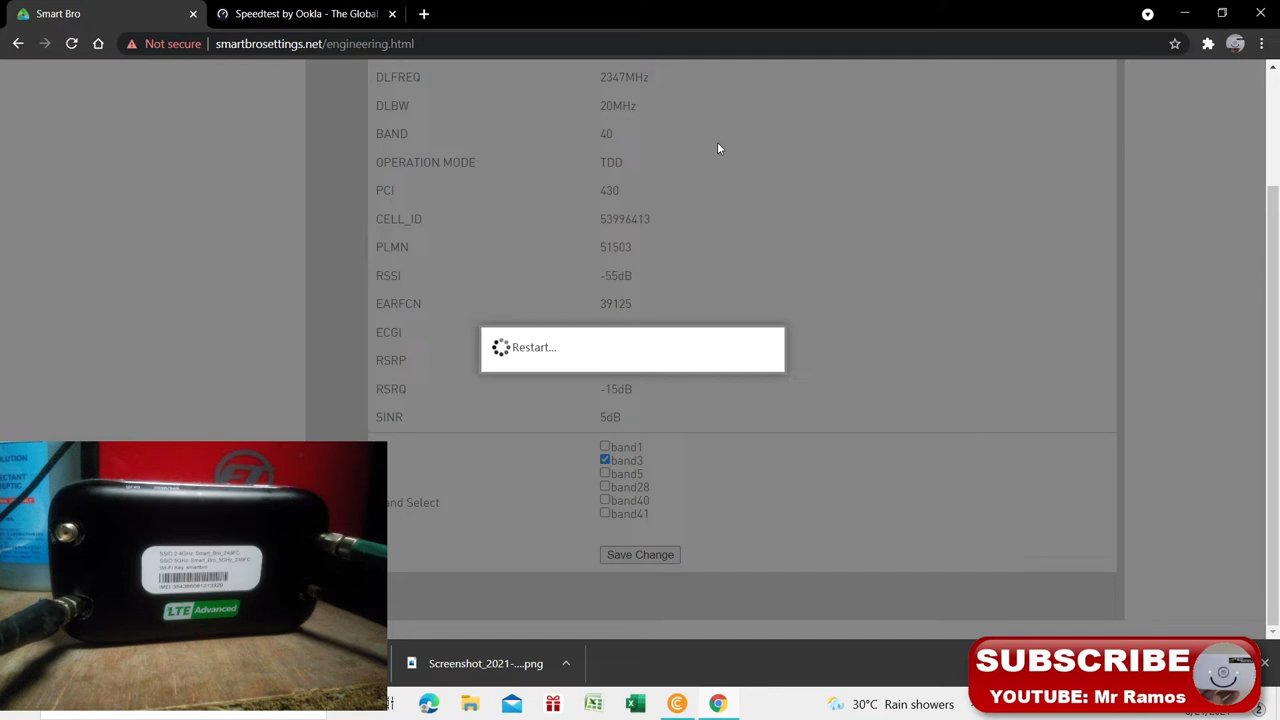 Smart Bro
Speedtest by Ookla - The Global
Not secure
smartbrosettings.net/engineering.html
DLFREQ 2347MHz
DLBW 20MHz
BAND 40
OPERATION MODE TDD
PCI 430
CELL_ID 53996413
PLMN 51503
RSSI -55dB
EARFCN 39125
ECGI
Restart...
RSRP
RSRQ -15dB
SINR 5dB
band1
band3
band5
band28
and Select band40
band41
Save Change
OLUTION
LTE Advanced
Screenshot_2021-....png
SUBSCRIBE
YOUTUBE: Mr Ramos
30°C Rain showers
2